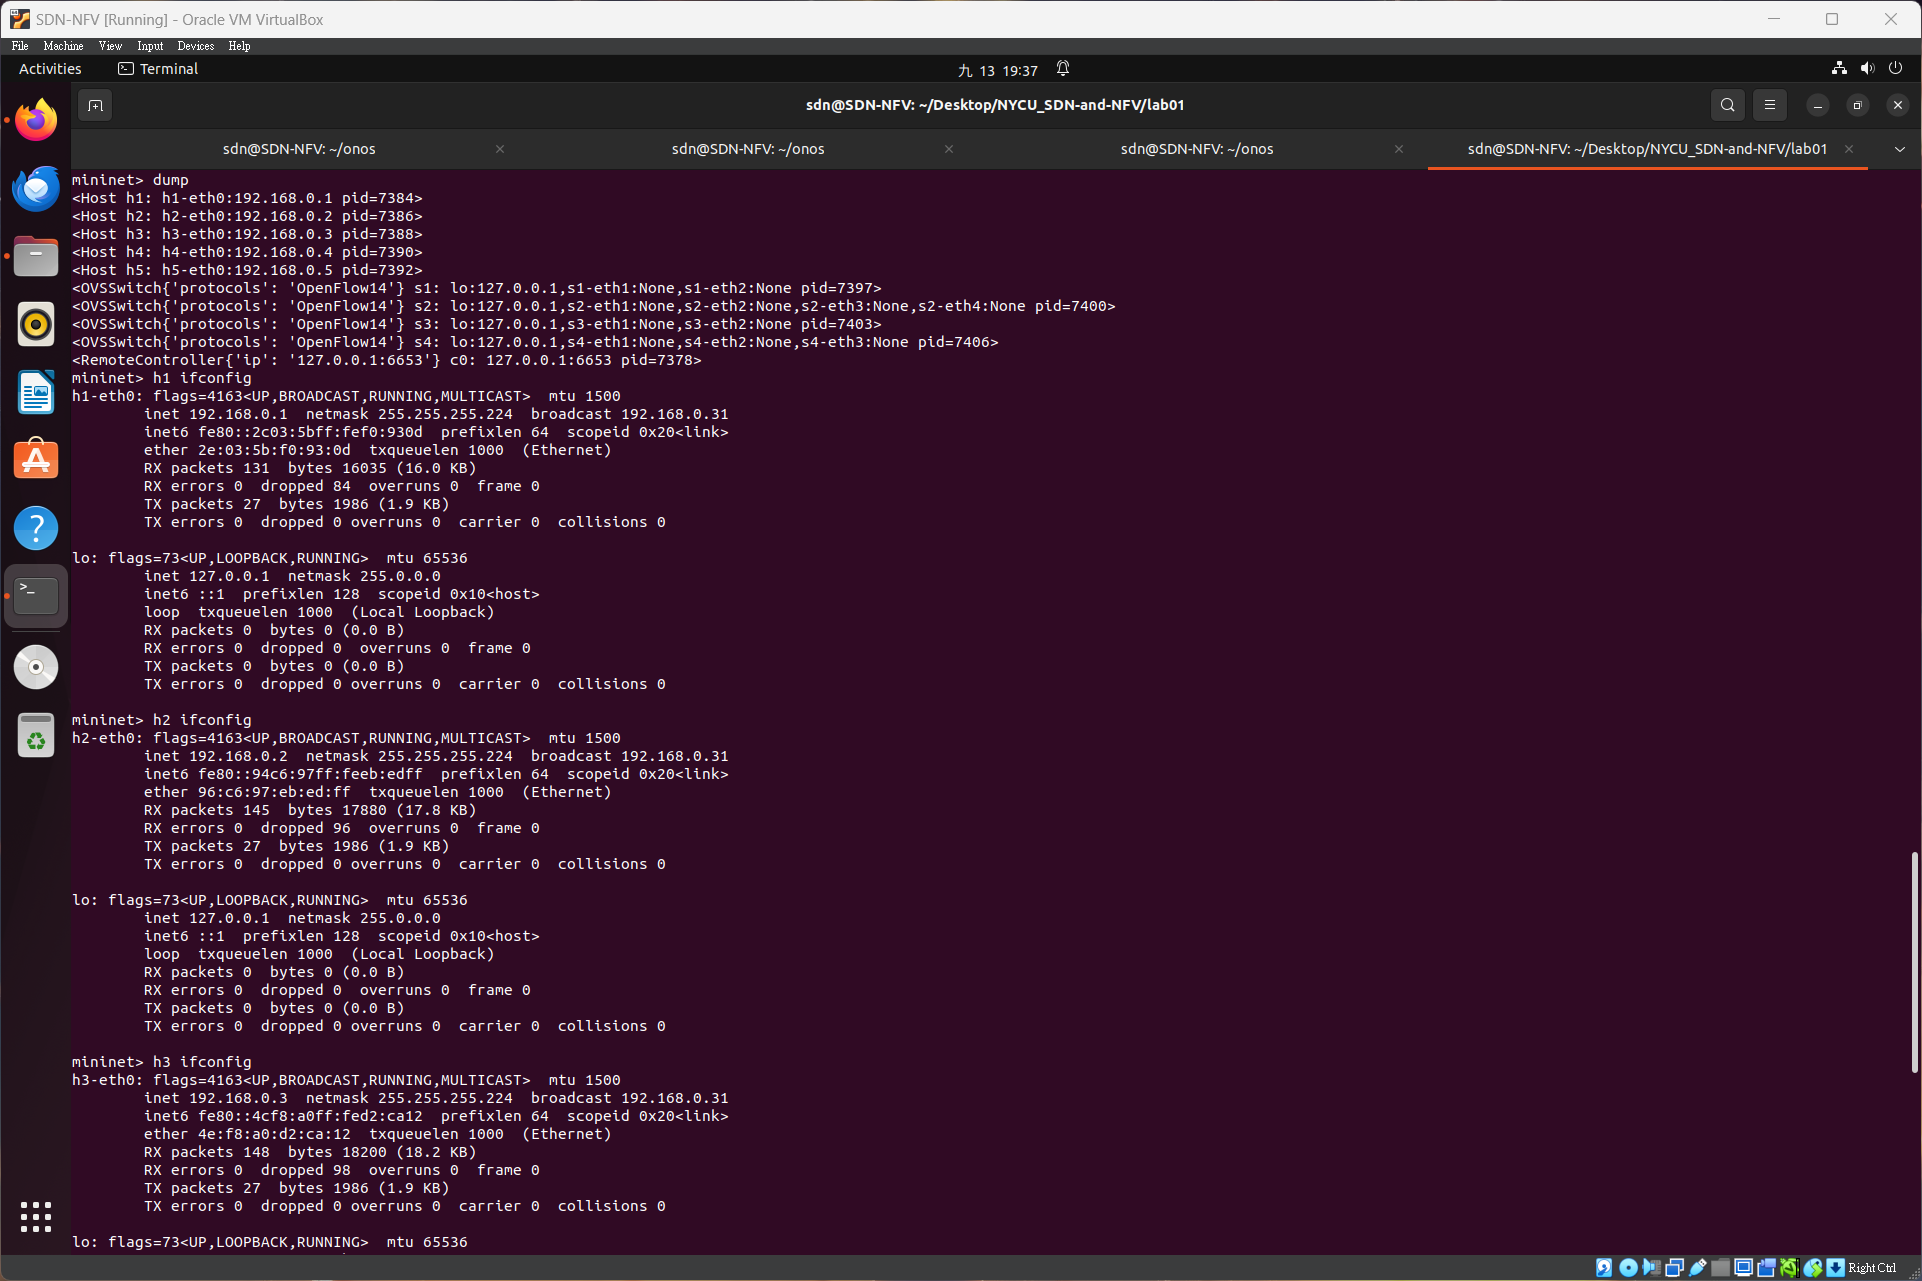 SDN-NFV [Running] - Oracle VM VirtualBox
File Machine View Input Devices Help
Activities Terminal 九 13 19:37
sdn@SDN-NFV: ~/Desktop/NYCU_SDN-and-NFV/lab01
sdn@SDN-NFV: ~/onos sdn@SDN-NFV: ~/onos sdn@SDN-NFV: ~/onos sdn@SDN-NFV: ~/Desktop/NYCU_SDN-and-NFV/lab01
mininet> dump
<Host h1: h1-eth0:192.168.0.1 pid=7384>
<Host h2: h2-eth0:192.168.0.2 pid=7386>
<Host h3: h3-eth0:192.168.0.3 pid=7388>
<Host h4: h4-eth0:192.168.0.4 pid=7390>
<Host h5: h5-eth0:192.168.0.5 pid=7392>
<OVSSwitch{'protocols': 'OpenFlow14'} s1: lo:127.0.0.1,s1-eth1:None,s1-eth2:None pid=7397>
<OVSSwitch{'protocols': 'OpenFlow14'} s2: lo:127.0.0.1,s2-eth1:None,s2-eth2:None,s2-eth3:None,s2-eth4:None pid=7400>
<OVSSwitch{'protocols': 'OpenFlow14'} s3: lo:127.0.0.1,s3-eth1:None,s3-eth2:None pid=7403>
<OVSSwitch{'protocols': 'OpenFlow14'} s4: lo:127.0.0.1,s4-eth1:None,s4-eth2:None,s4-eth3:None pid=7406>
<RemoteController{'ip': '127.0.0.1:6653'} c0: 127.0.0.1:6653 pid=7378>
mininet> h1 ifconfig
h1-eth0: flags=4163<UP,BROADCAST,RUNNING,MULTICAST>  mtu 1500
        inet 192.168.0.1  netmask 255.255.255.224  broadcast 192.168.0.31
        inet6 fe80::2c03:5bff:fef0:930d  prefixlen 64  scopeid 0x20<link>
        ether 2e:03:5b:f0:93:0d  txqueuelen 1000  (Ethernet)
        RX packets 131  bytes 16035 (16.0 KB)
        RX errors 0  dropped 84  overruns 0  frame 0
        TX packets 27  bytes 1986 (1.9 KB)
        TX errors 0  dropped 0 overruns 0  carrier 0  collisions 0
lo: flags=73<UP,LOOPBACK,RUNNING>  mtu 65536
        inet 127.0.0.1  netmask 255.0.0.0
        inet6 ::1  prefixlen 128  scopeid 0x10<host>
        loop  txqueuelen 1000  (Local Loopback)
        RX packets 0  bytes 0 (0.0 B)
        RX errors 0  dropped 0  overruns 0  frame 0
        TX packets 0  bytes 0 (0.0 B)
        TX errors 0  dropped 0 overruns 0  carrier 0  collisions 0
mininet> h2 ifconfig
h2-eth0: flags=4163<UP,BROADCAST,RUNNING,MULTICAST>  mtu 1500
        inet 192.168.0.2  netmask 255.255.255.224  broadcast 192.168.0.31
        inet6 fe80::94c6:97ff:feeb:edff  prefixlen 64  scopeid 0x20<link>
        ether 96:c6:97:eb:ed:ff  txqueuelen 1000  (Ethernet)
        RX packets 145  bytes 17880 (17.8 KB)
        RX errors 0  dropped 96  overruns 0  frame 0
        TX packets 27  bytes 1986 (1.9 KB)
        TX errors 0  dropped 0 overruns 0  carrier 0  collisions 0
lo: flags=73<UP,LOOPBACK,RUNNING>  mtu 65536
        inet 127.0.0.1  netmask 255.0.0.0
        inet6 ::1  prefixlen 128  scopeid 0x10<host>
        loop  txqueuelen 1000  (Local Loopback)
        RX packets 0  bytes 0 (0.0 B)
        RX errors 0  dropped 0  overruns 0  frame 0
        TX packets 0  bytes 0 (0.0 B)
        TX errors 0  dropped 0 overruns 0  carrier 0  collisions 0
mininet> h3 ifconfig
h3-eth0: flags=4163<UP,BROADCAST,RUNNING,MULTICAST>  mtu 1500
        inet 192.168.0.3  netmask 255.255.255.224  broadcast 192.168.0.31
        inet6 fe80::4cf8:a0ff:fed2:ca12  prefixlen 64  scopeid 0x20<link>
        ether 4e:f8:a0:d2:ca:12  txqueuelen 1000  (Ethernet)
        RX packets 148  bytes 18200 (18.2 KB)
        RX errors 0  dropped 98  overruns 0  frame 0
        TX packets 27  bytes 1986 (1.9 KB)
        TX errors 0  dropped 0 overruns 0  carrier 0  collisions 0
lo: flags=73<UP,LOOPBACK,RUNNING>  mtu 65536
Right Ctrl